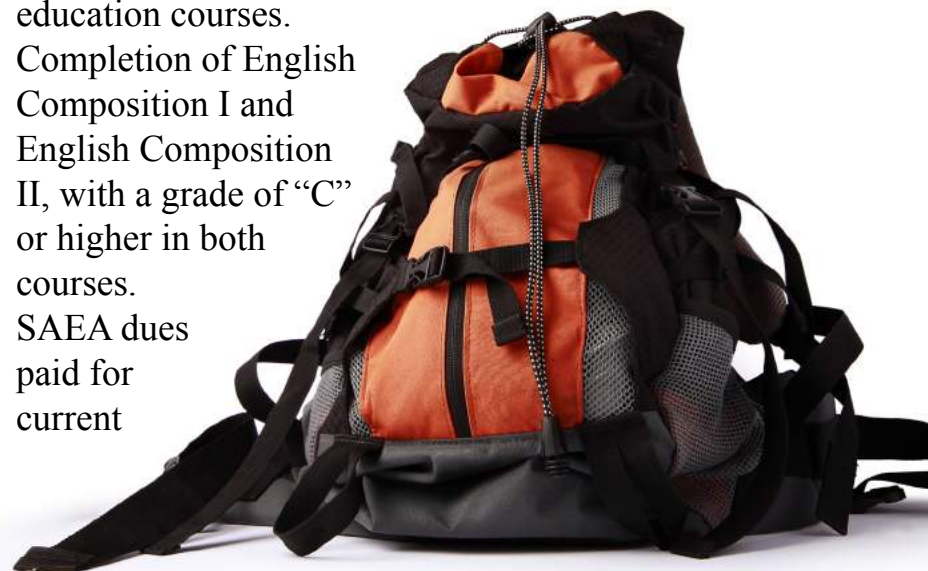 education courses.
Completion of English
Composition I and
English Composition
II, with a grade of “C”
or higher in both
courses.
SAEA dues
paid for
current